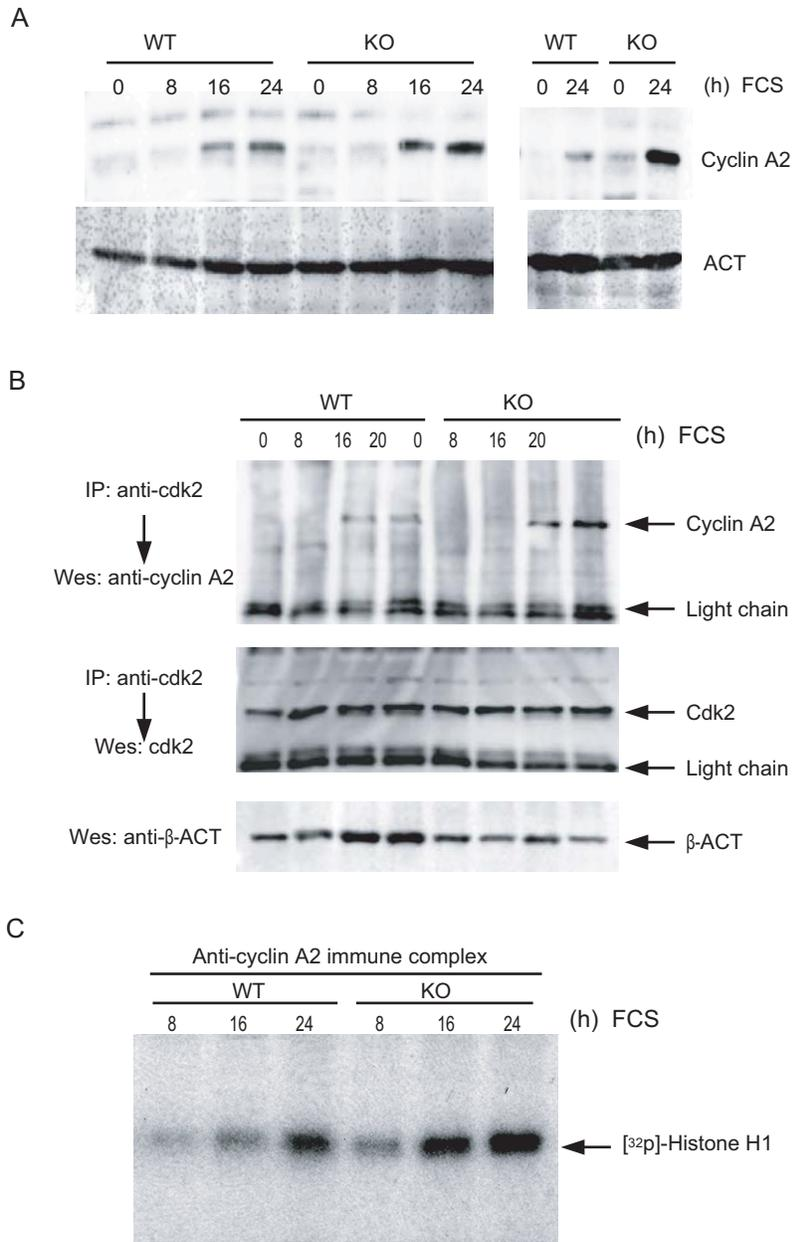 A
WT KO WT KO
0 8 16 24 0 8 16 24 0 24 0 24 (h) FCS
Cyclin A2
ACT
B
WT KO
0 8 16 20 0 8 16 20 (h) FCS
IP: anti-cdk2
Cyclin A2
Wes: anti-cyclin A2
Light chain
IP: anti-cdk2
Cdk2
Wes: cdk2
Light chain
Wes: anti-β-ACT β-ACT
C
Anti-cyclin A2 immune complex
WT KO
8 16 24 8 16 24 (h) FCS
[³²p]-Histone H1